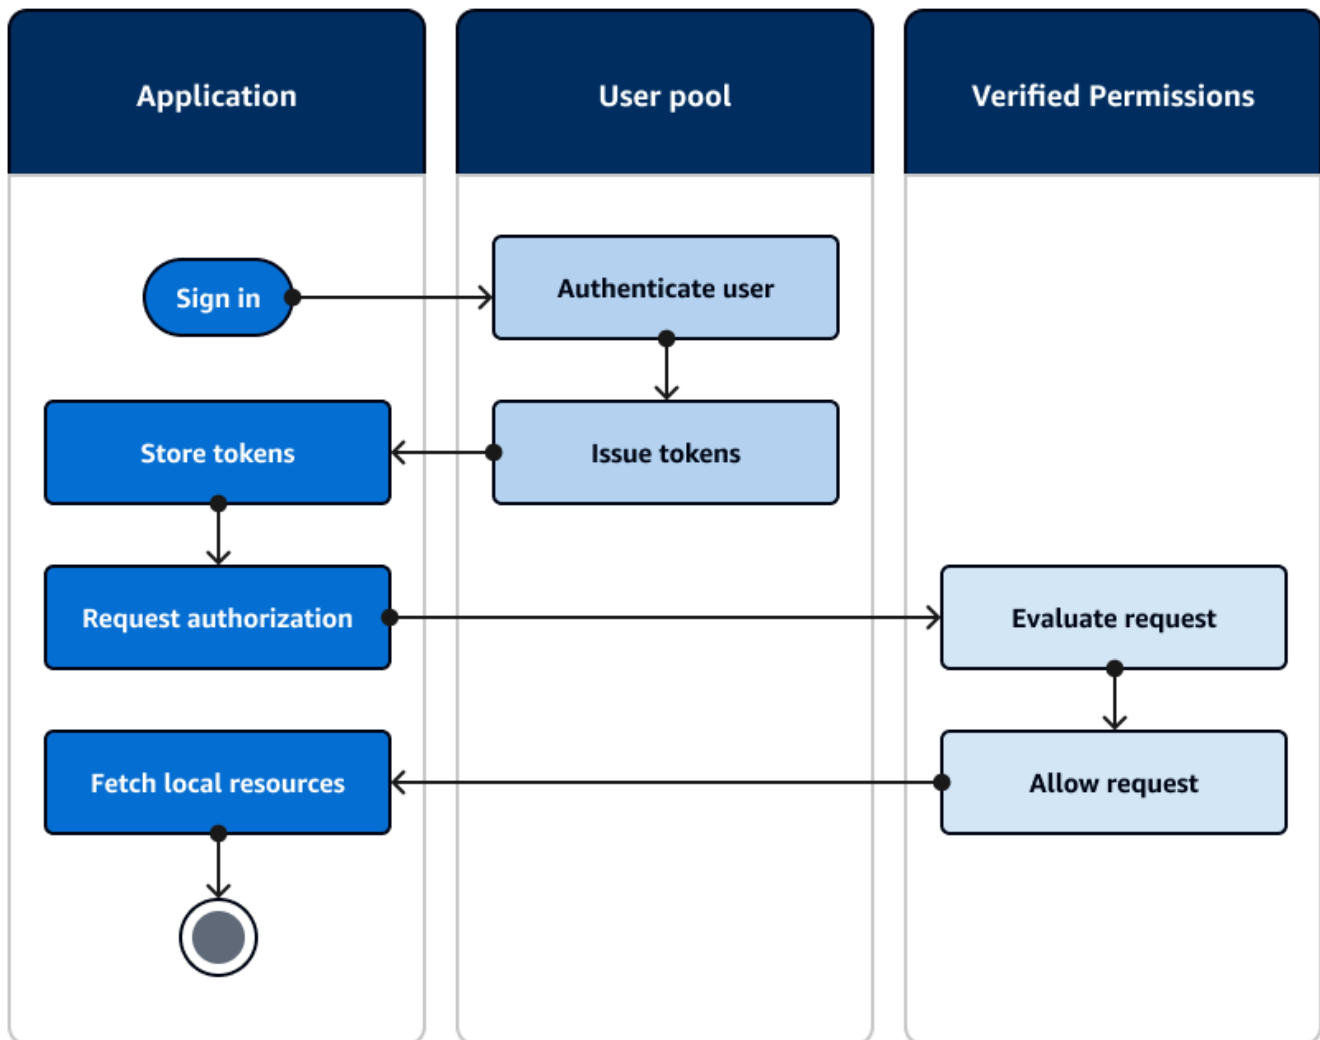 Application
User pool
Verified Permissions
Sign in
Authenticate user
Store tokens
Issue tokens
Request authorization
Evaluate request
Fetch local resources
Allow request